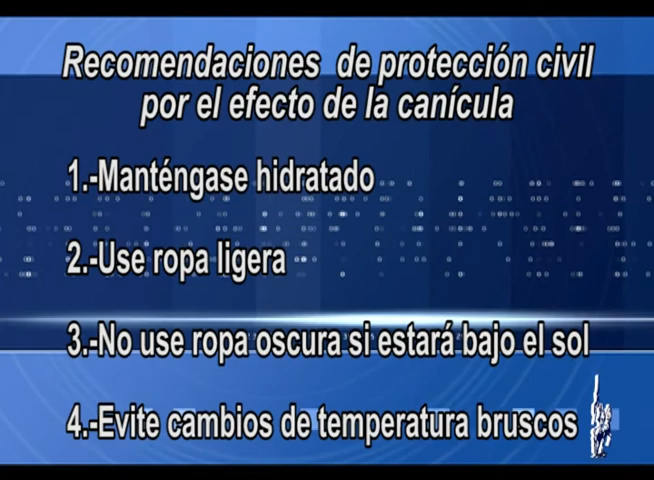 Recomendaciones de protección civil
por el efecto de la canícula
1.-Manténgase hidratado
2.-Use ropa ligera
3.-No use ropa oscura si estará bajo el sol
4.-Evite cambios de temperatura bruscos